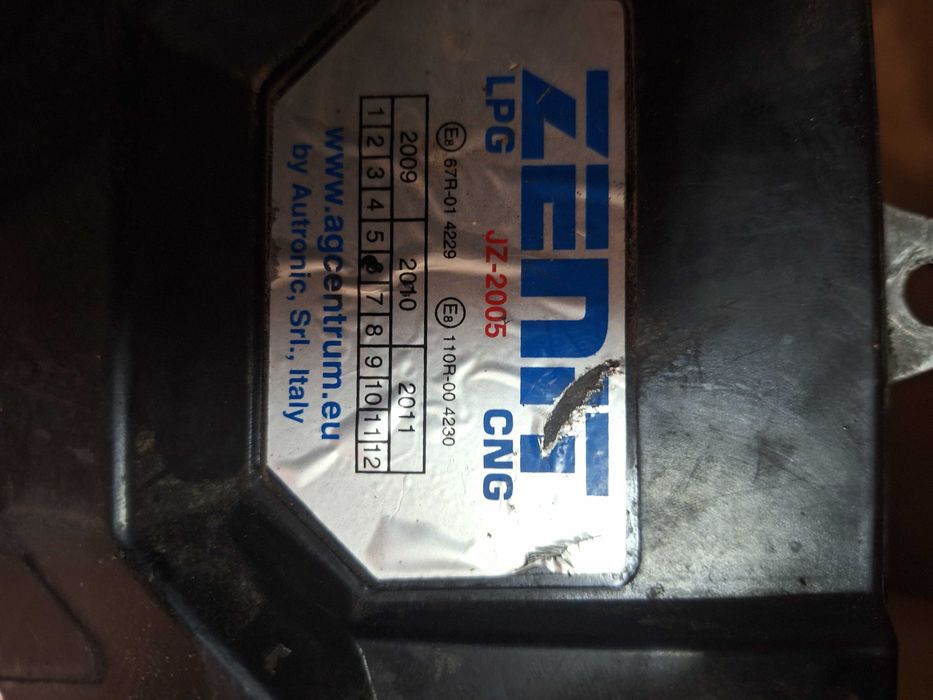 ZENIT
LPG JZ-2005 CNG
E8 67R-01 4229 E8 110R-00 4230
2009 2010 2011
1 2 3 4 5 6 7 8 9 10 11 12
www.agcentrum.eu
by Autronic, Srl., Italy